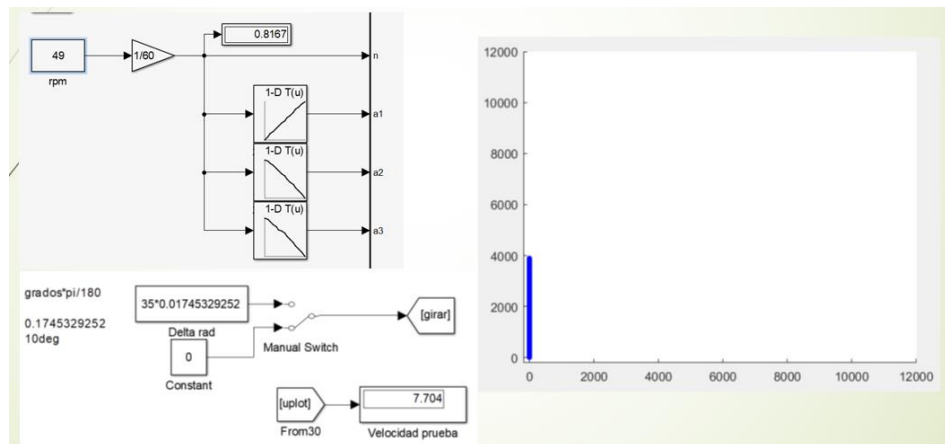 0.8167
49
1/60
n
rpm
1-D T(u)
a1
1-D T(u)
a2
1-D T(u)
a3
grados*pi/180
0.1745329252
10deg
35*0.01745329252
Delta rad
0
Constant
Manual Switch
[girar]
[uplot]
From30
7.704
Velocidad prueba
12000
10000
8000
6000
4000
2000
0
0 2000 4000 6000 8000 10000 12000